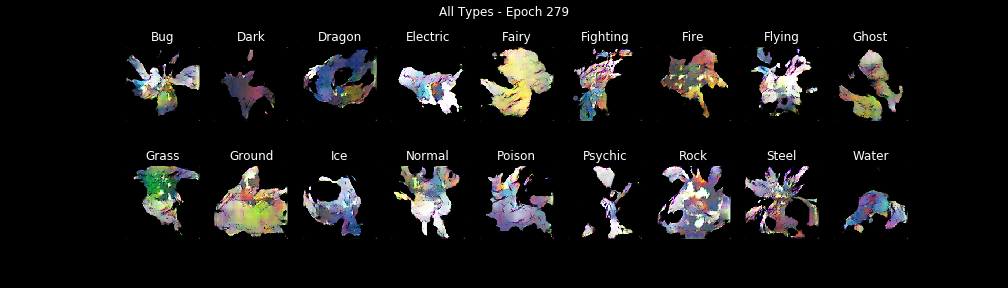 All Types - Epoch 279
Bug Dark Dragon Electric Fairy Fighting Fire Flying Ghost
Grass Ground Ice Normal Poison Psychic Rock Steel Water